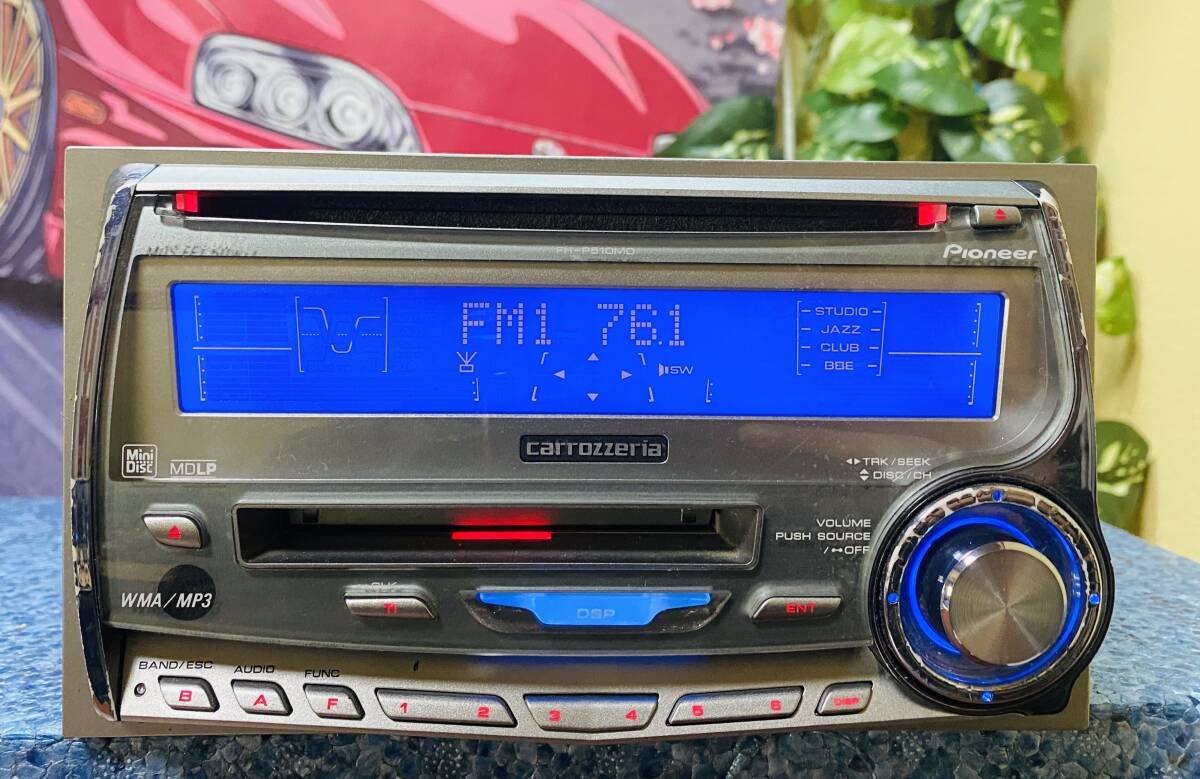 FH-P510MD
Pioneer
FM1 76.1
STUDIO
JAZZ
CLUB
BBE
SW
carrozzeria
Mini Disc
MDLP
TRK/SEEK
DISC/CH
VOLUME
PUSH SOURCE
/ OFF
WMA/MP3
CLK
TI
DSP
ENT
BAND/ESC
AUDIO
FUNC
B
A
F
1 2
3 4
5 6
DISP